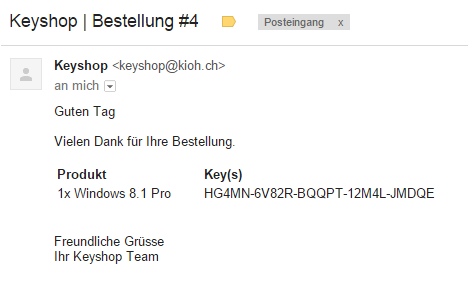 Keyshop | Bestellung #4
Posteingang x
Keyshop <keyshop@kioh.ch>
an mich
Guten Tag
Vielen Dank für Ihre Bestellung.
Produkt Key(s)
1x Windows 8.1 Pro HG4MN-6V82R-BQQPT-12M4L-JMDQE
Freundliche Grüsse
Ihr Keyshop Team